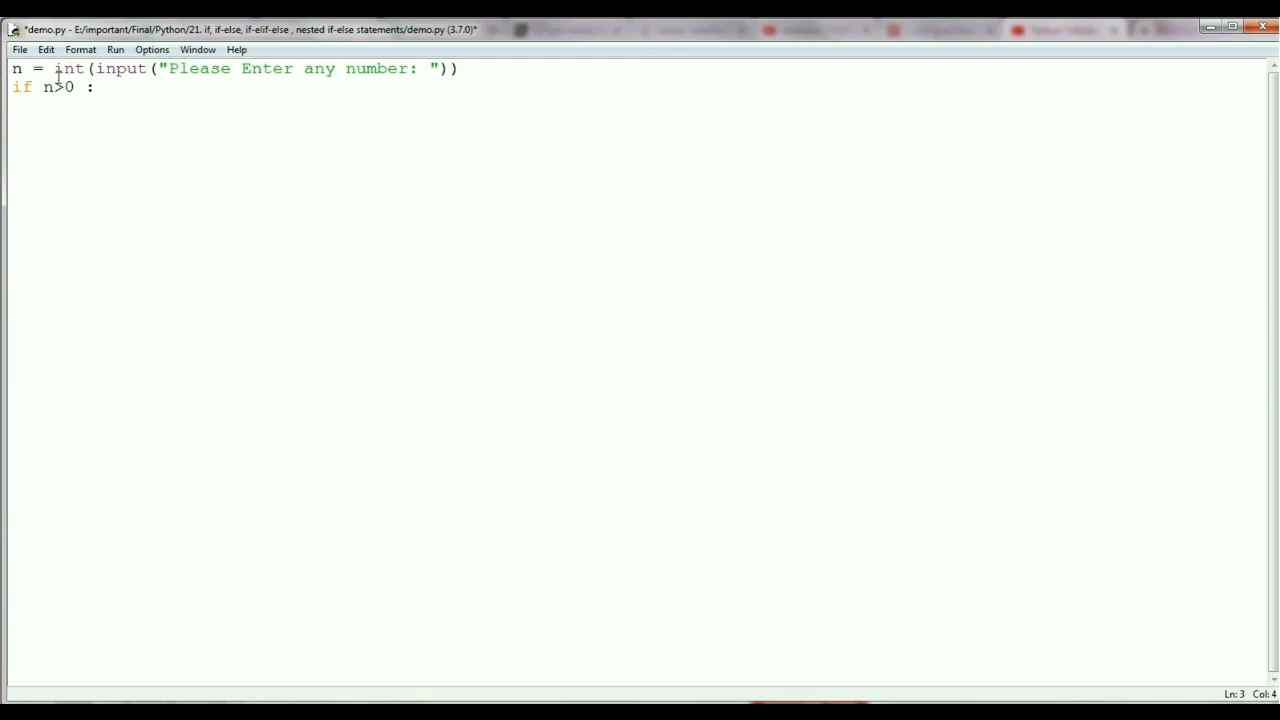 *demo.py - E:/important/Final/Python/21. if, if-else, if-elif-else , nested if-else statements/demo.py (3.7.0)*
File Edit Format Run Options Window Help
n = int(input("Please Enter any number: "))
if n>0 :
Ln: 3 Col: 4